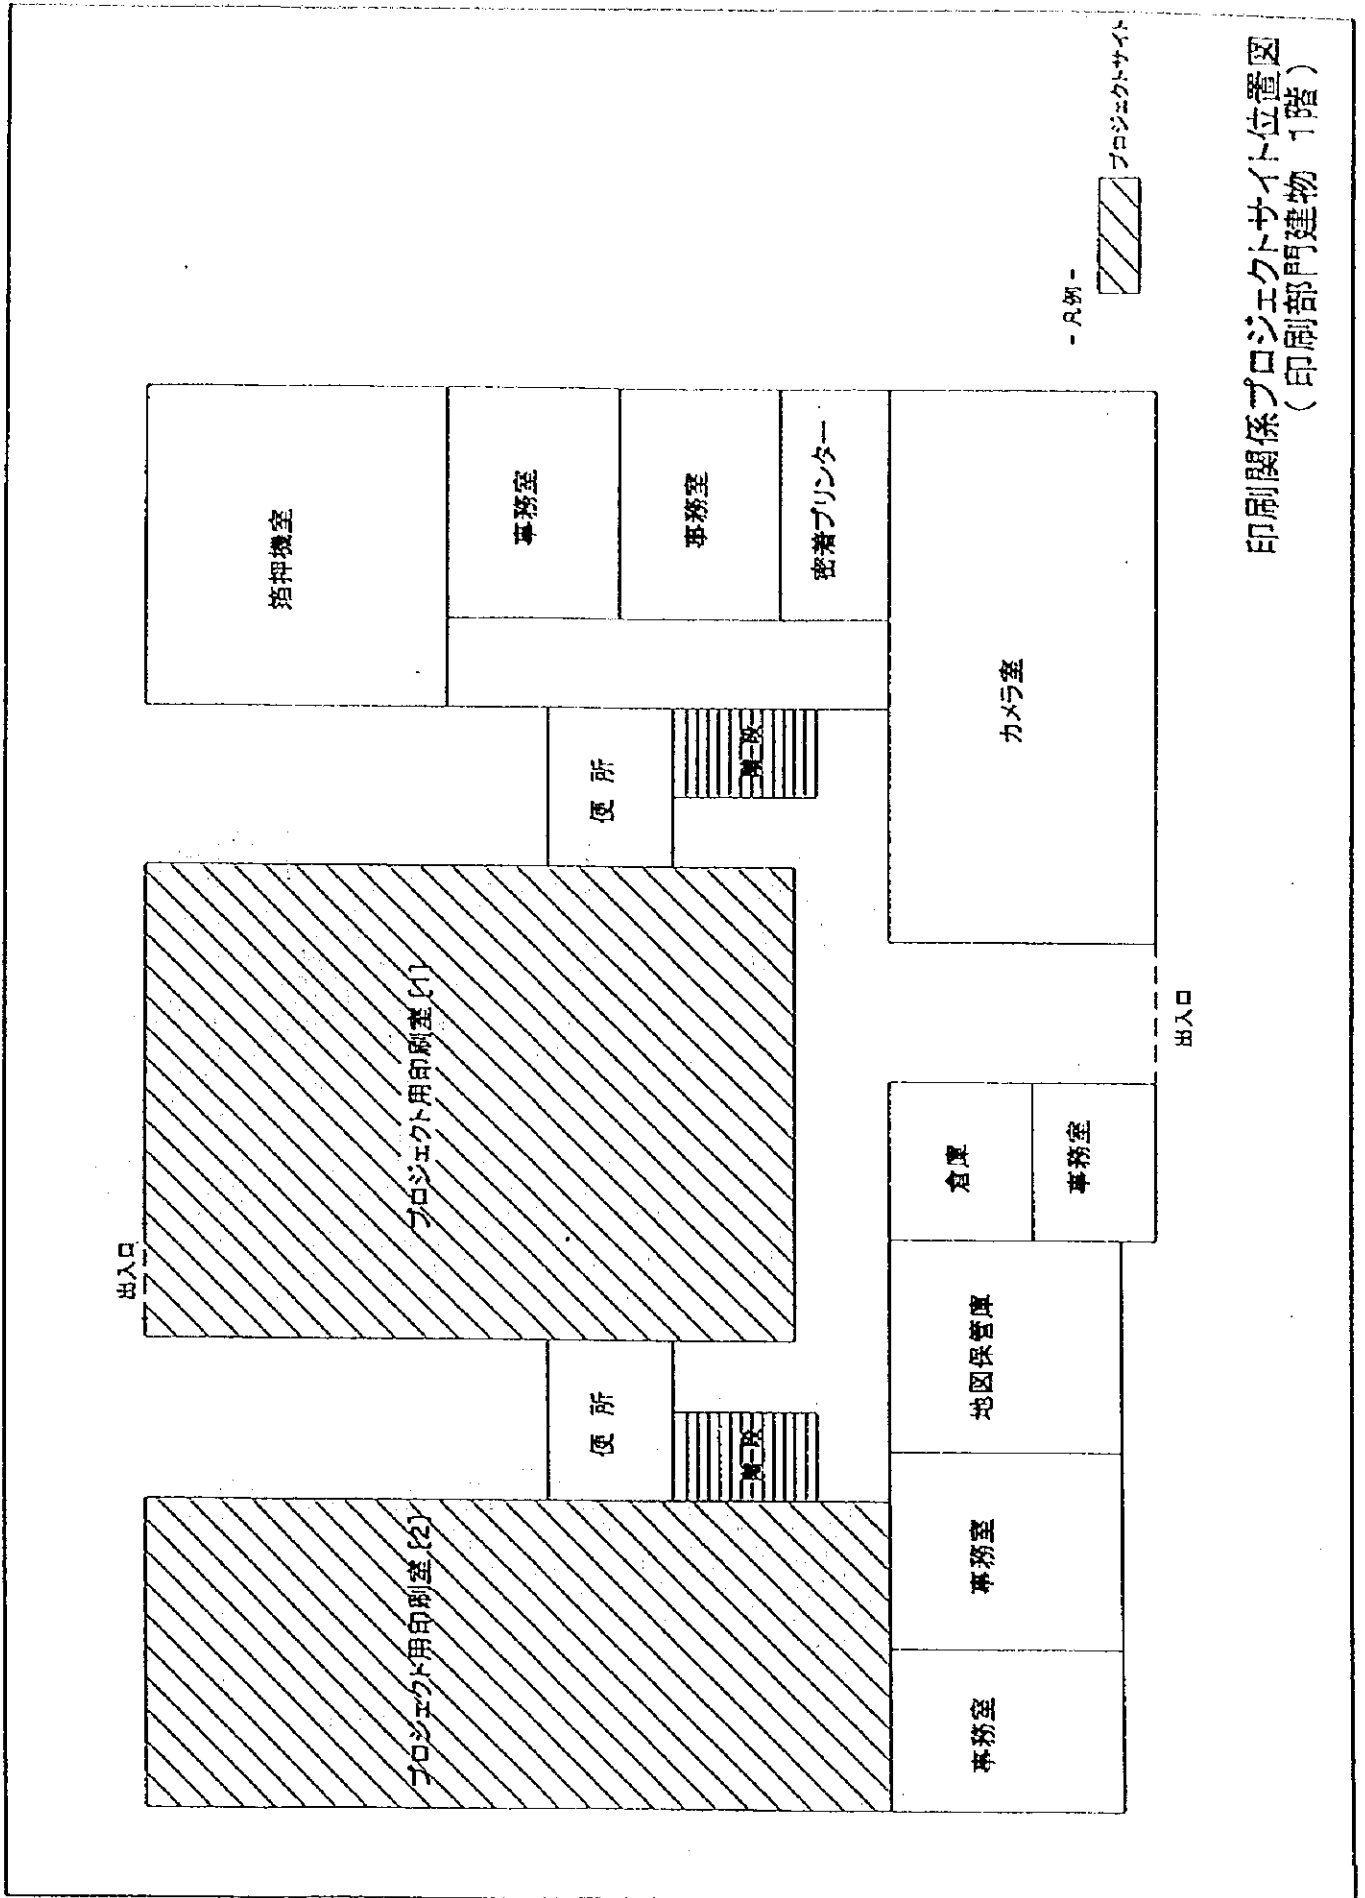 出入口
箔押機室
プロジェクト用印刷室[2]
プロジェクト用印刷室[1]
事務室
便 所
便 所
事務室
階段
階段
密着プリンター
事務室
事務室
地図保管庫
倉庫
カメラ室
事務室
- 凡例 -
プロジェクトサイト
出入口
印刷関係プロジェクトサイト位置図
(印刷部門建物 1階)